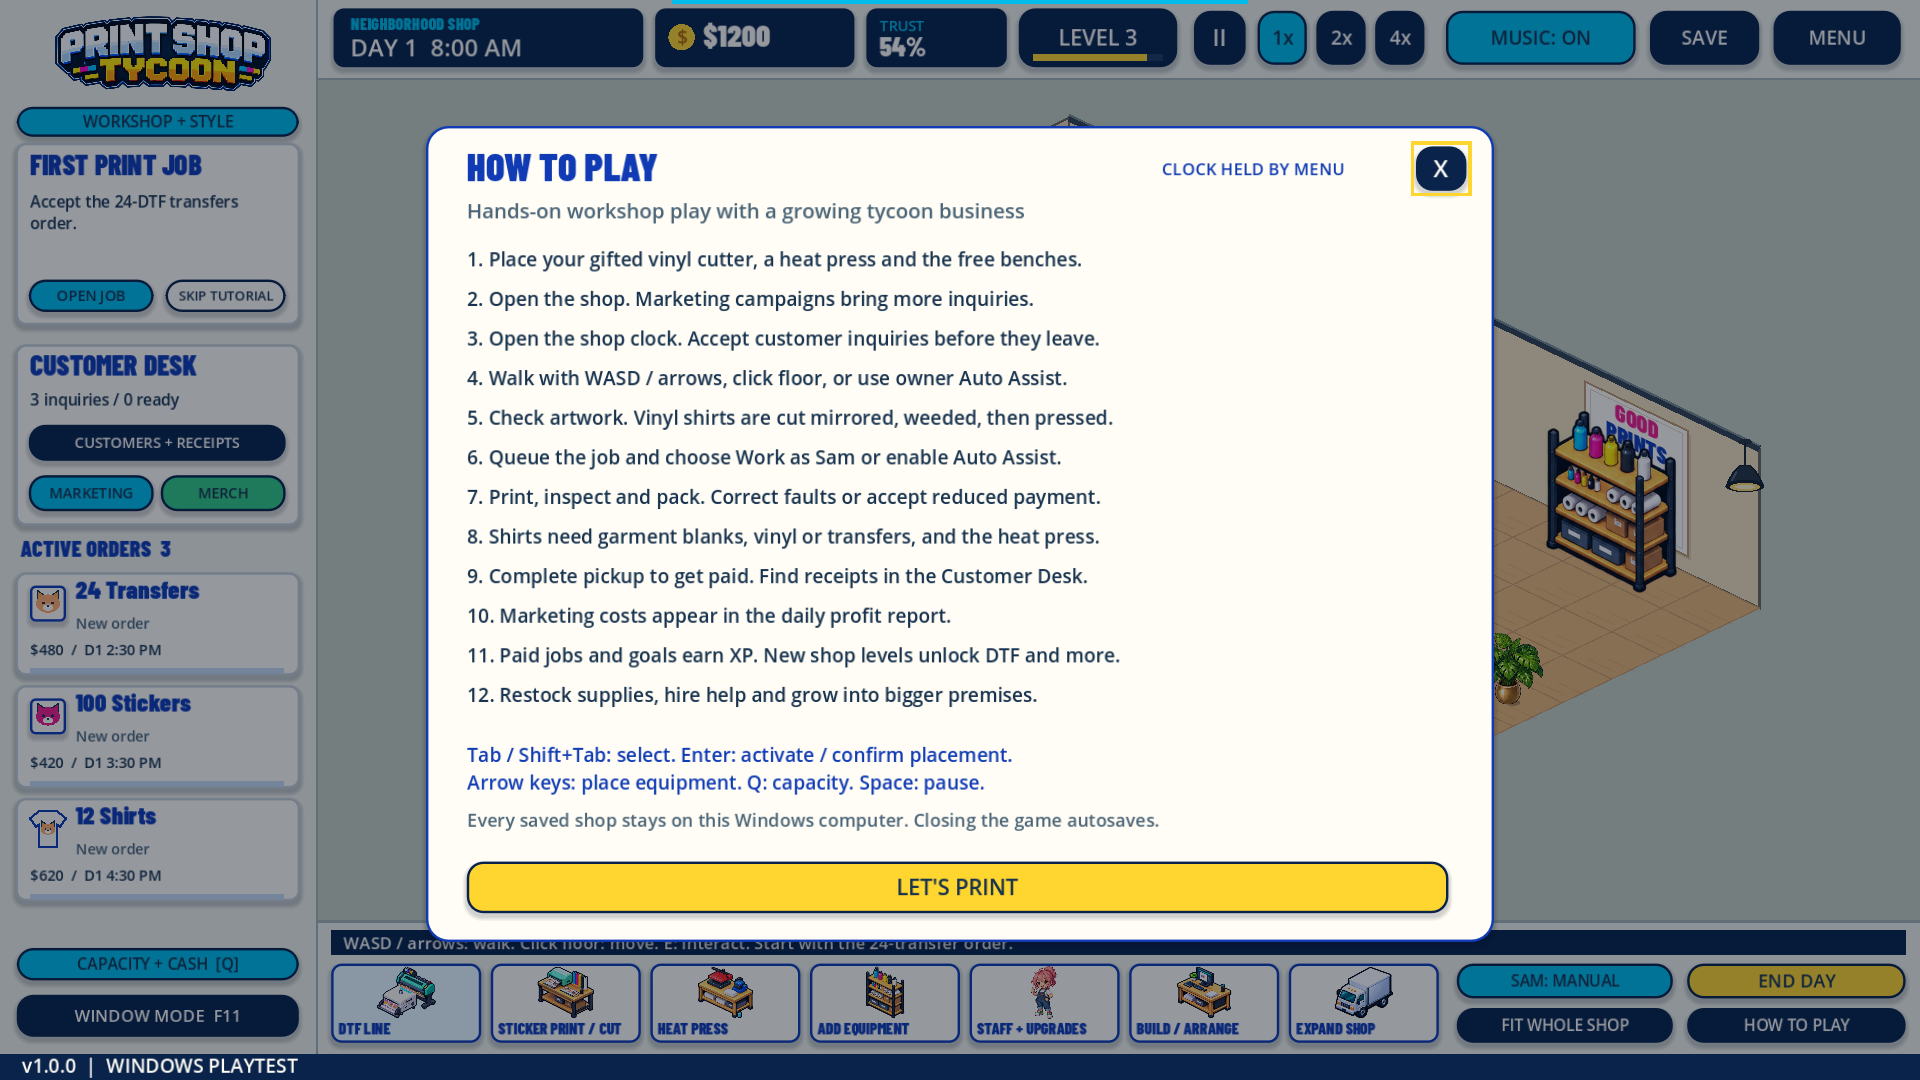 PRINT SHOP
TYCOON
NEIGHBORHOOD SHOP
DAY 1 8:00 AM
$1200
TRUST
54%
LEVEL 3
II
1x
2x
4x
MUSIC: ON
SAVE
MENU
WORKSHOP + STYLE
FIRST PRINT JOB
Accept the 24-DTF transfers
order.
OPEN JOB
SKIP TUTORIAL
CUSTOMER DESK
3 inquiries / 0 ready
CUSTOMERS + RECEIPTS
MARKETING
MERCH
ACTIVE ORDERS 3
24 Transfers
New order
$480 / D1 2:30 PM
100 Stickers
New order
$420 / D1 3:30 PM
12 Shirts
New order
$620 / D1 4:30 PM
CAPACITY + CASH [Q]
WINDOW MODE F11
HOW TO PLAY
CLOCK HELD BY MENU
X
Hands-on workshop play with a growing tycoon business
1. Place your gifted vinyl cutter, a heat press and the free benches.
2. Open the shop. Marketing campaigns bring more inquiries.
3. Open the shop clock. Accept customer inquiries before they leave.
4. Walk with WASD / arrows, click floor, or use owner Auto Assist.
5. Check artwork. Vinyl shirts are cut mirrored, weeded, then pressed.
6. Queue the job and choose Work as Sam or enable Auto Assist.
7. Print, inspect and pack. Correct faults or accept reduced payment.
8. Shirts need garment blanks, vinyl or transfers, and the heat press.
9. Complete pickup to get paid. Find receipts in the Customer Desk.
10. Marketing costs appear in the daily profit report.
11. Paid jobs and goals earn XP. New shop levels unlock DTF and more.
12. Restock supplies, hire help and grow into bigger premises.
Tab / Shift+Tab: select. Enter: activate / confirm placement.
Arrow keys: place equipment. Q: capacity. Space: pause.
Every saved shop stays on this Windows computer. Closing the game autosaves.
LET'S PRINT
GOOD
PRINTS
WASD / arrows: walk. Click floor: move. E: interact. Start with the 24-transfer order.
DTF LINE
STICKER PRINT / CUT
HEAT PRESS
ADD EQUIPMENT
STAFF + UPGRADES
BUILD / ARRANGE
EXPAND SHOP
SAM: MANUAL
END DAY
FIT WHOLE SHOP
HOW TO PLAY
v1.0.0 | WINDOWS PLAYTEST